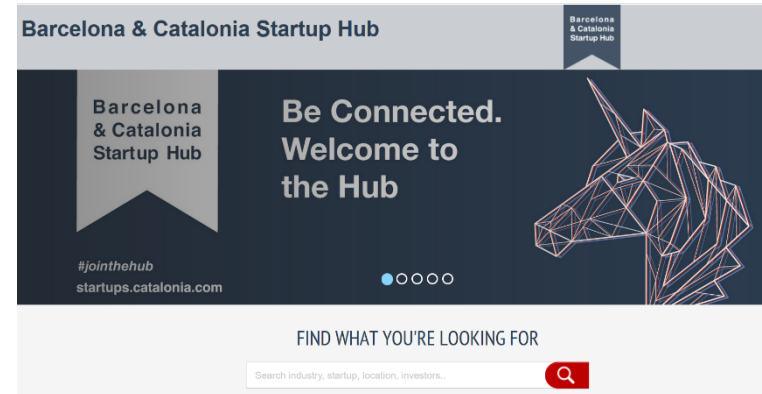 Barcelona & Catalonia Startup Hub
Barcelona
& Catalonia
Startup Hub
Barcelona
& Catalonia
Startup Hub
Be Connected.
Welcome to
the Hub
#jointhehub
startups.catalonia.com
FIND WHAT YOU'RE LOOKING FOR
Search industry, startup, location, investors..